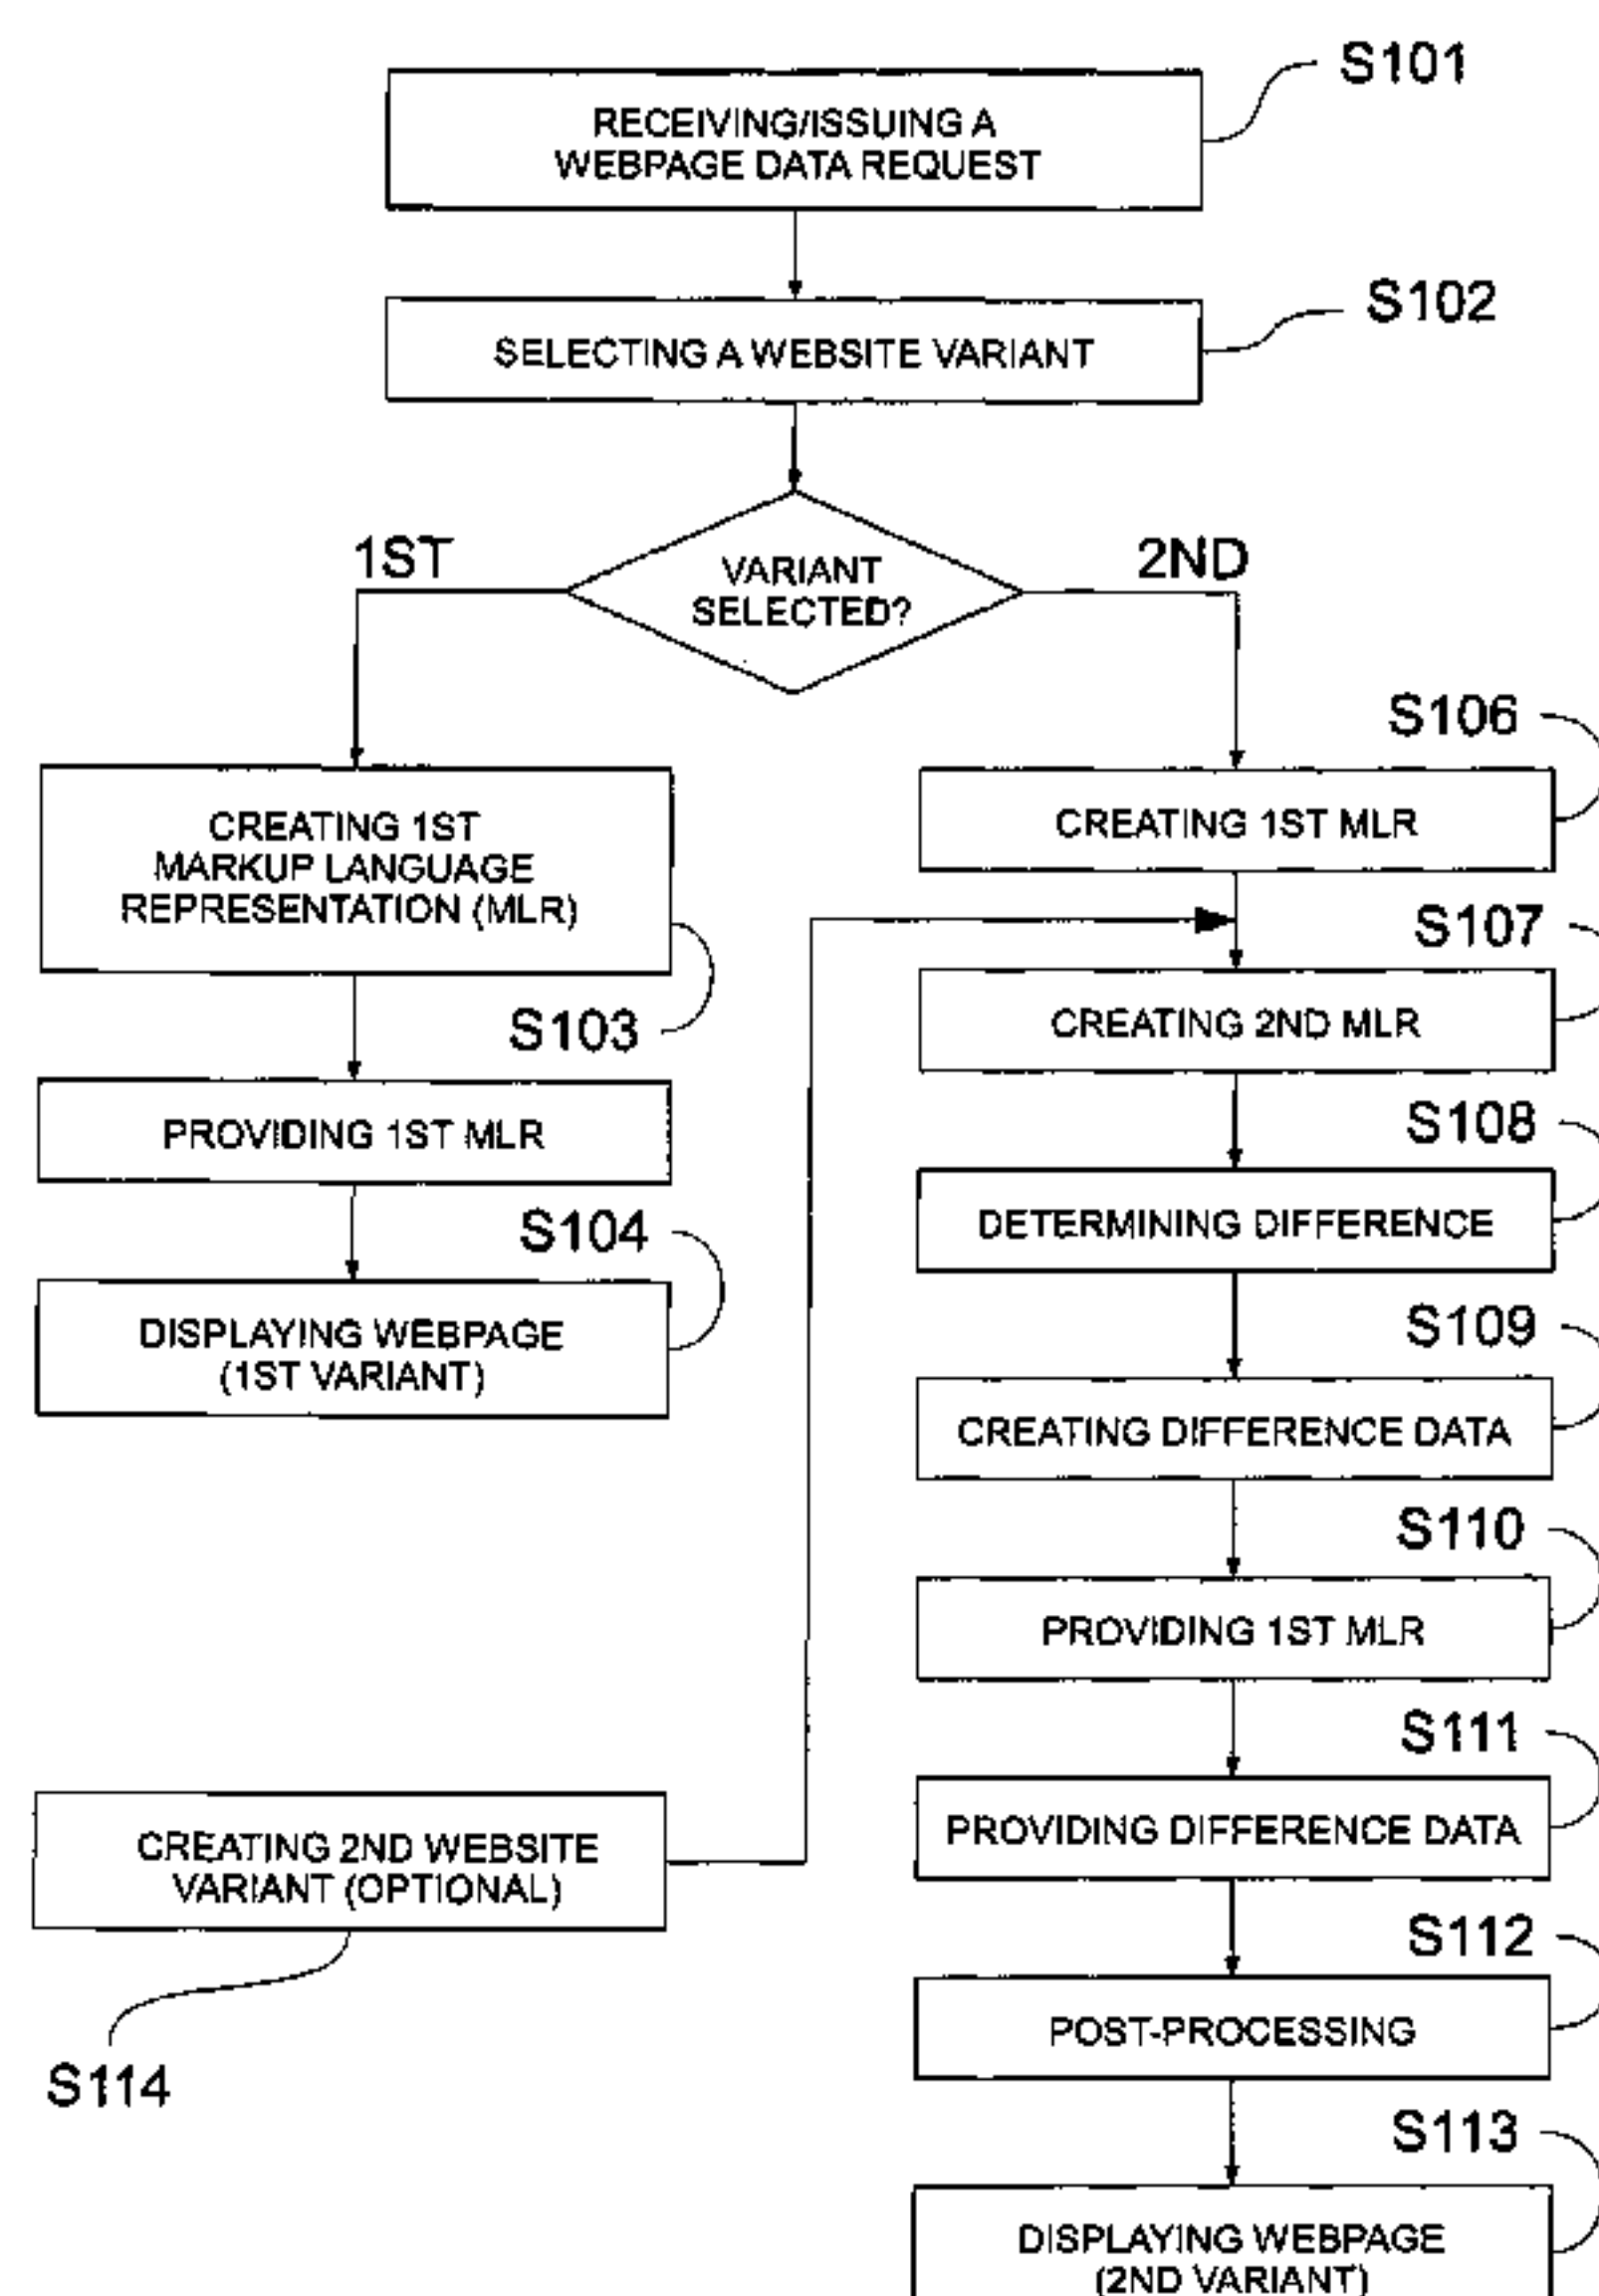 S101
RECEIVING/ISSUING A
WEBPAGE DATA REQUEST
S102
SELECTING A WEBSITE VARIANT
1ST
VARIANT
SELECTED?
2ND
CREATING 1ST
MARKUP LANGUAGE
REPRESENTATION (MLR)
S103
PROVIDING 1ST MLR
S104
DISPLAYING WEBPAGE
(1ST VARIANT)
S106
CREATING 1ST MLR
S107
CREATING 2ND MLR
S108
DETERMINING DIFFERENCE
S109
CREATING DIFFERENCE DATA
S110
PROVIDING 1ST MLR
S111
PROVIDING DIFFERENCE DATA
CREATING 2ND WEBSITE
VARIANT (OPTIONAL)
S114
S112
POST-PROCESSING
S113
DISPLAYING WEBPAGE
(2ND VARIANT)